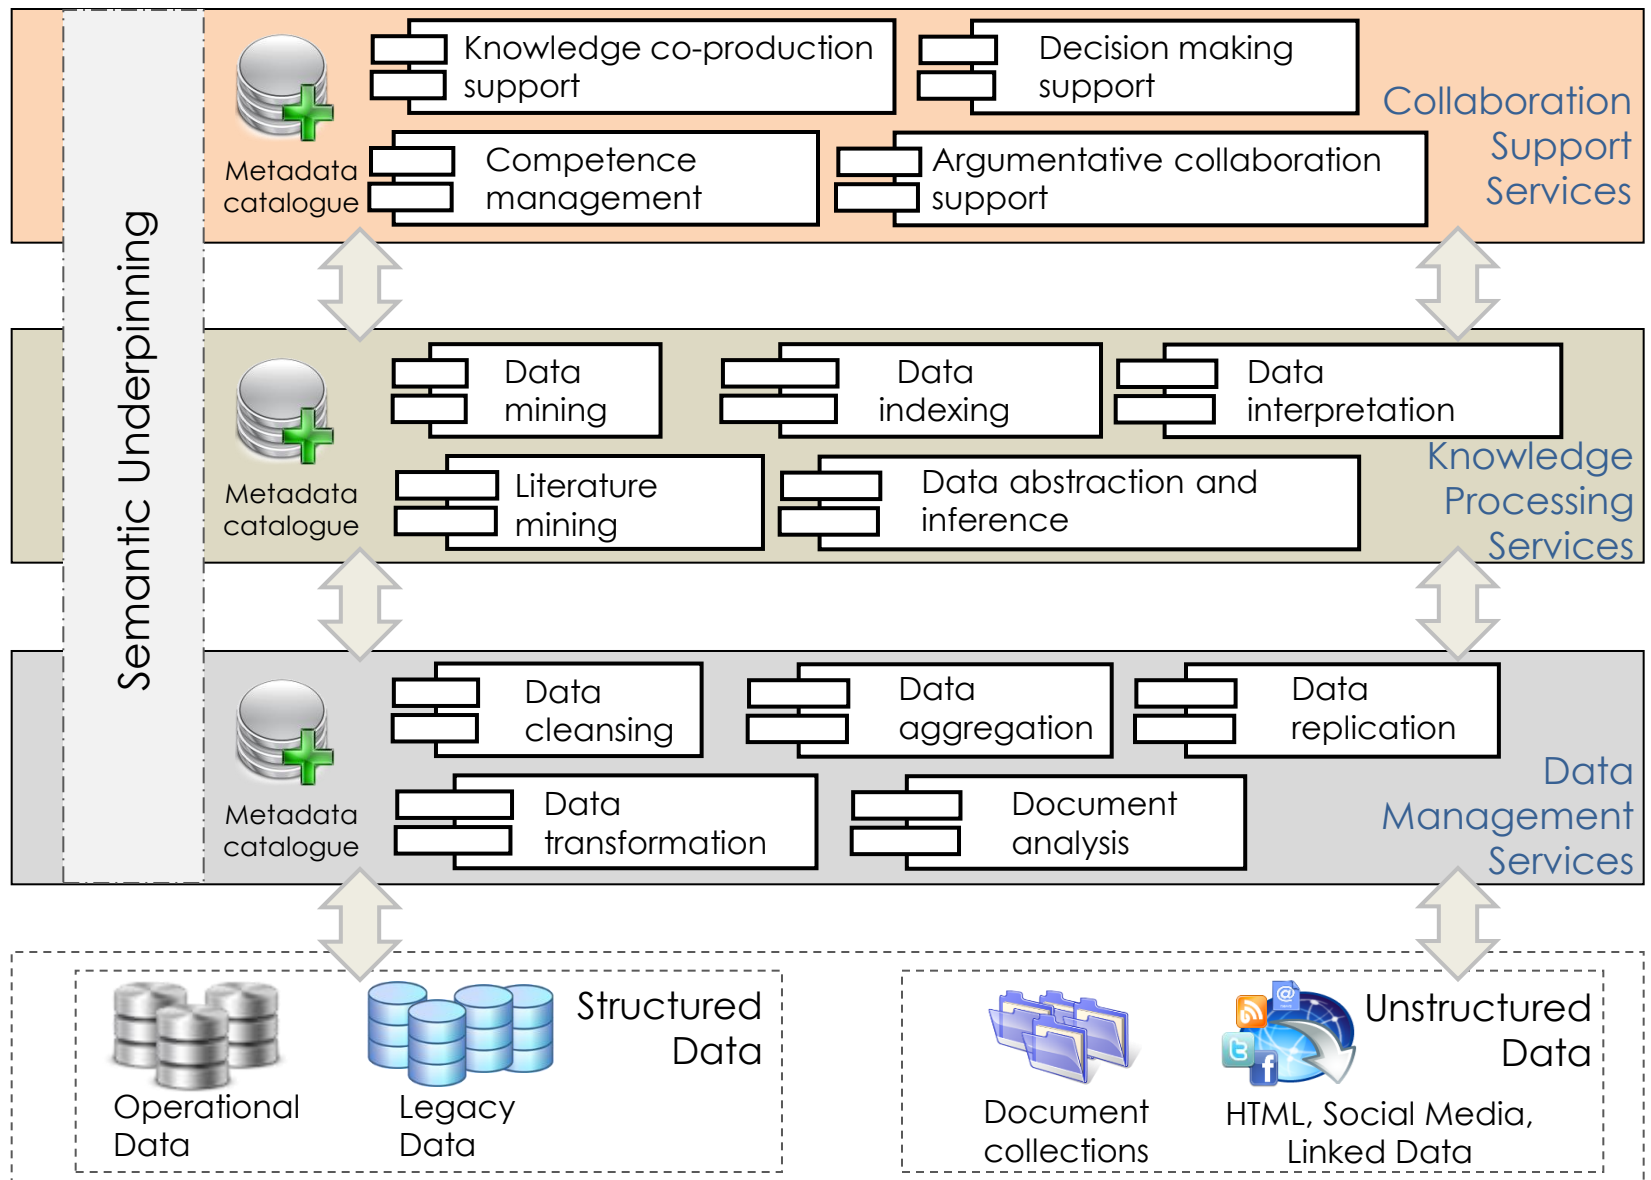 Semantic Underpinning
Metadata
catalogue
Knowledge co-production
support
Decision making
support
Competence
management
Argumentative collaboration
support
Collaboration
Support
Services
Metadata
catalogue
Data
mining
Data
indexing
Data
interpretation
Literature
mining
Data abstraction and
inference
Knowledge
Processing
Services
Metadata
catalogue
Data
cleansing
Data
aggregation
Data
replication
Data
transformation
Document
analysis
Data
Management
Services
Operational
Data
Legacy
Data
Structured
Data
Document
collections
HTML, Social Media,
Linked Data
Unstructured
Data